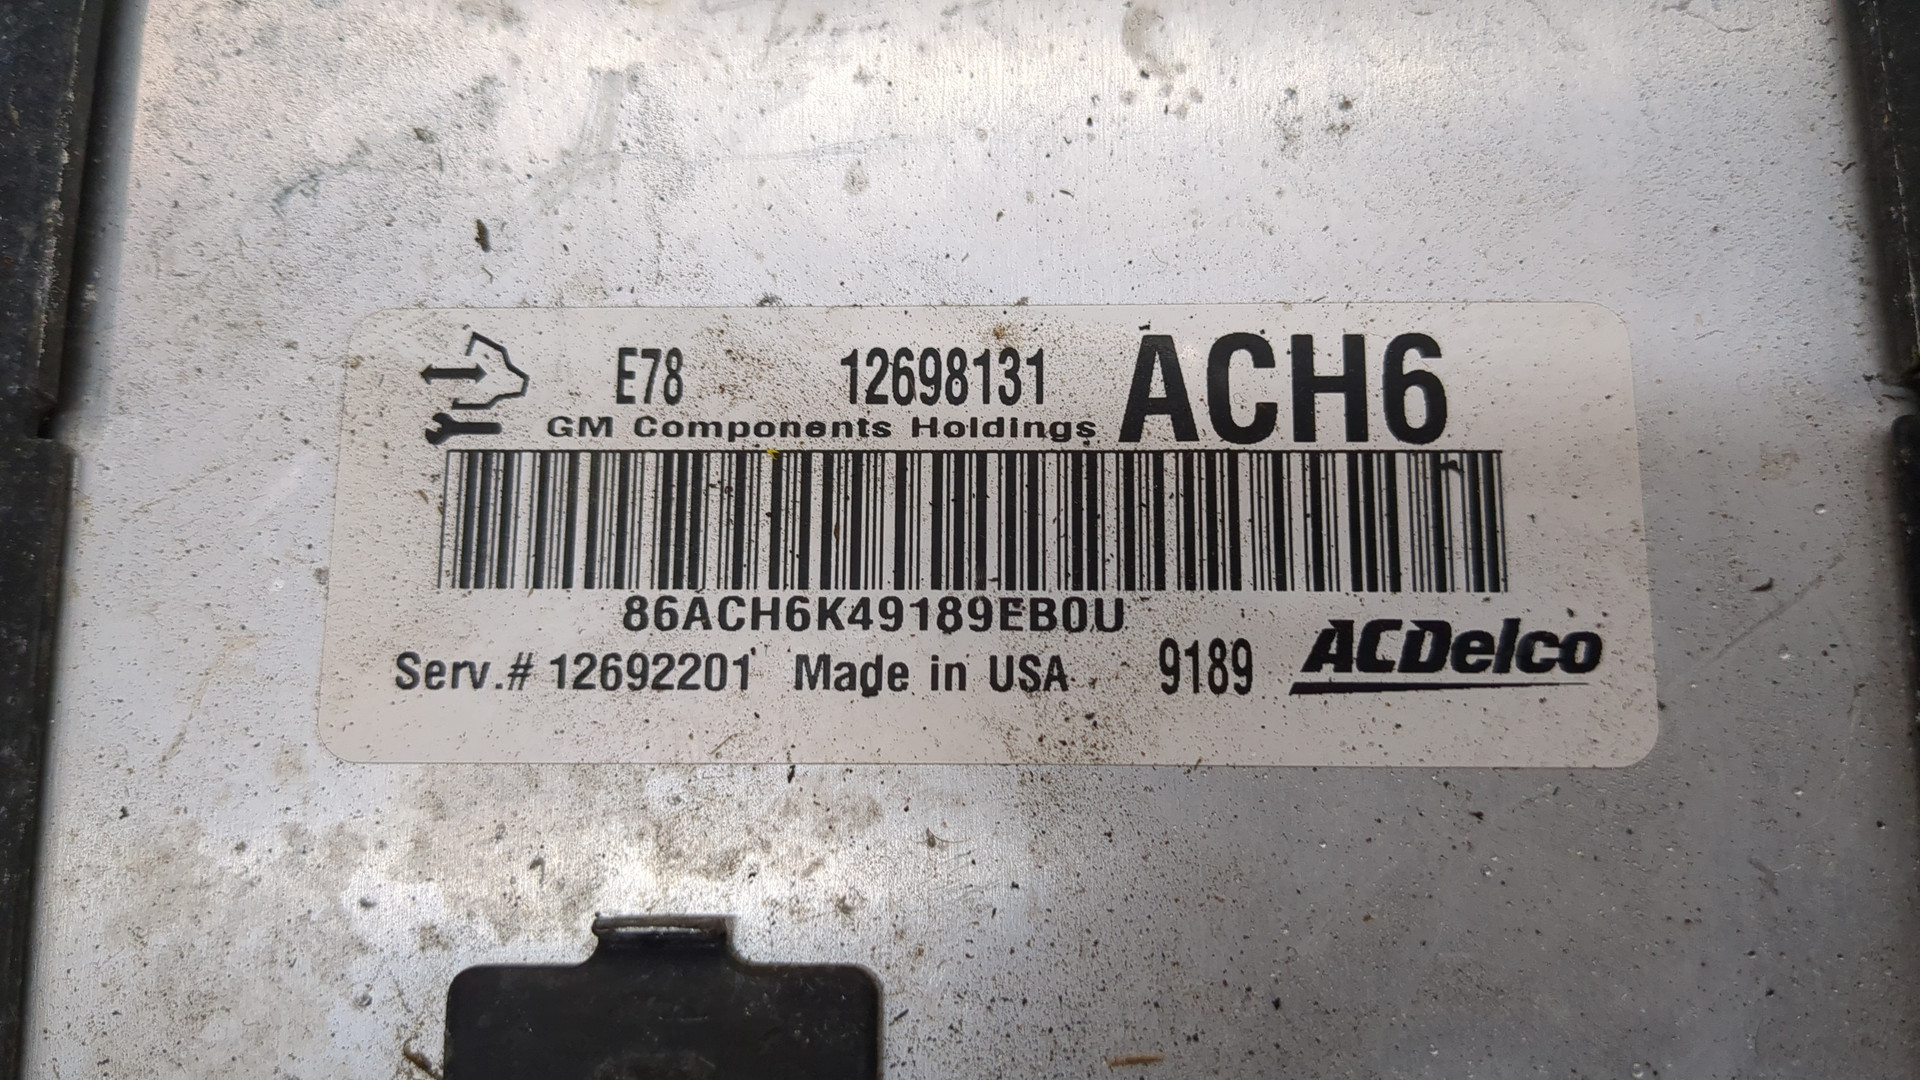 E78 12698131 ACH6
GM Components Holdings
86ACH6K49189EB0U
Serv.# 12692201 Made in USA 9189 ACDelco